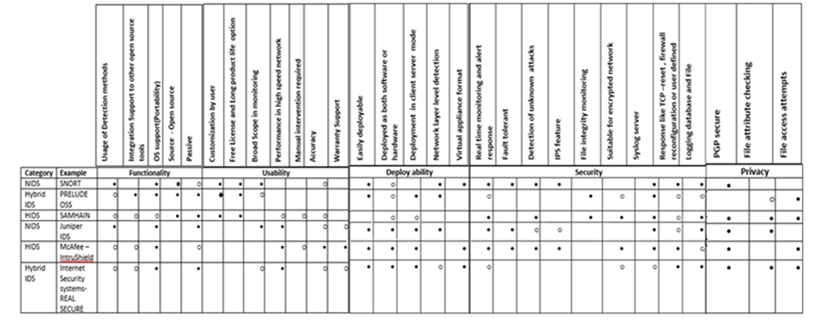 Usage of Detection methods
Integration Support to other open source
tools
OS support(Portability)
Source - Open source
Passive
Customization by user
Free License and Long product life option
Broad Scope in monitoring
Performance in high speed network
Manual intervention required
Accuracy
Warranty Support
Easily deployable
Deployed as both software or
hardware
Deployment in client server mode
Network layer level detection
Virtual appliance format
Real time monitoring and alert
response
Fault tolerant
Detection of unknown attacks
IPS feature
File integrity monitoring
Suitable for encrypted network
Syslog server
Response like TCP -reset , firewall
reconfiguration or user defined
Logging database and File
PGP secure
File attribute checking
File access attempts
Category Example Functionality Usability Deploy ability Security Privacy
NIDS SNORT
Hybrid PRELUDE
IDS OSS
HIDS SAMHAIN
NIDS Juniper
IDS
HIDS McAfee –
IntruShield
Hybrid Internet
IDS Security
systems-
REAL
SECURE